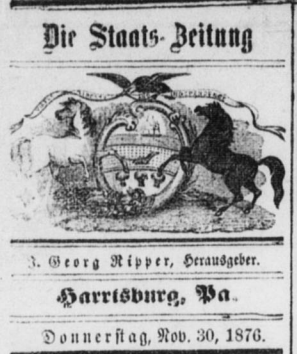 Die Staats-Zeitung
J. Georg Ripper, Herausgeber.
Harrisburg, Pa.
Donnerstag, Nov. 30, 1876.